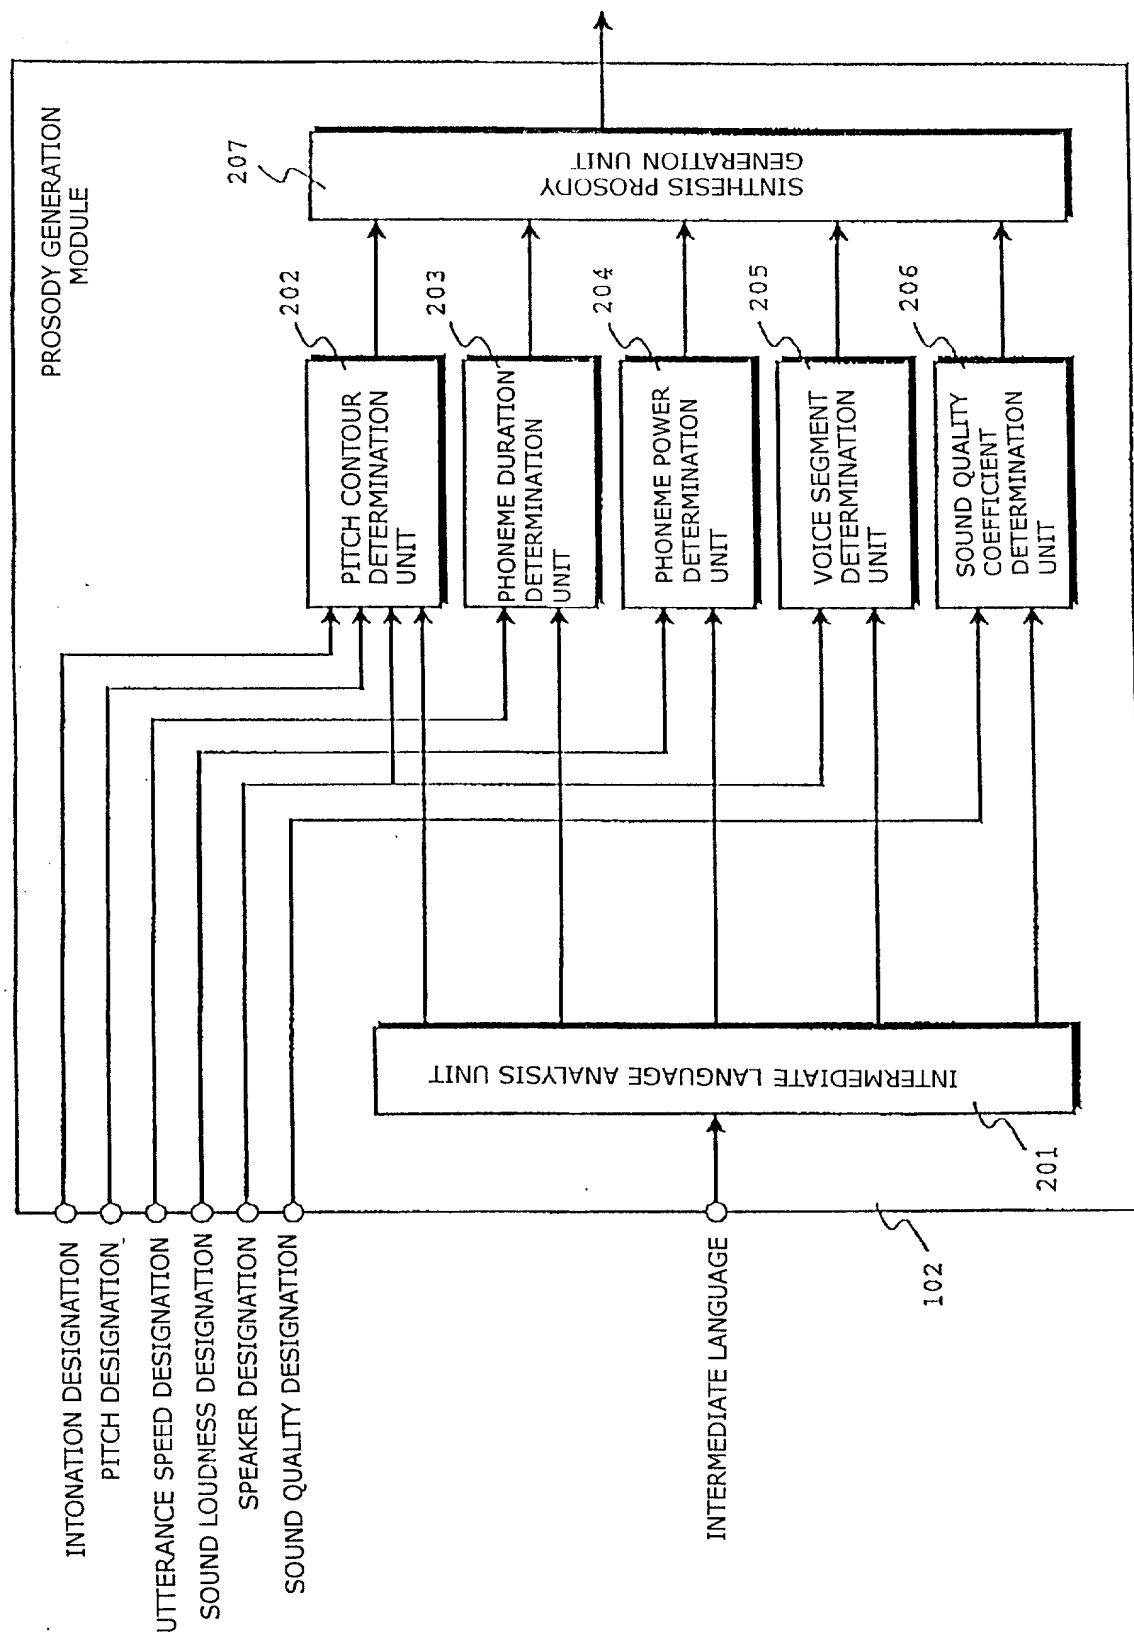 PROSODY GENERATION
MODULE
INTONATION DESIGNATION
PITCH DESIGNATION
UTTERANCE SPEED DESIGNATION
SOUND LOUDNESS DESIGNATION
SPEAKER DESIGNATION
SOUND QUALITY DESIGNATION
INTERMEDIATE LANGUAGE
102
INTERMEDIATE LANGUAGE ANALYSIS UNIT
201
PITCH CONTOUR
DETERMINATION
UNIT
202
PHONEME DURATION
DETERMINATION
UNIT
203
PHONEME POWER
DETERMINATION
UNIT
204
VOICE SEGMENT
DETERMINATION
UNIT
205
SOUND QUALITY
COEFFICIENT
DETERMINATION
UNIT
206
SINTHESIS PROSODY
GENERATION UNIT
207